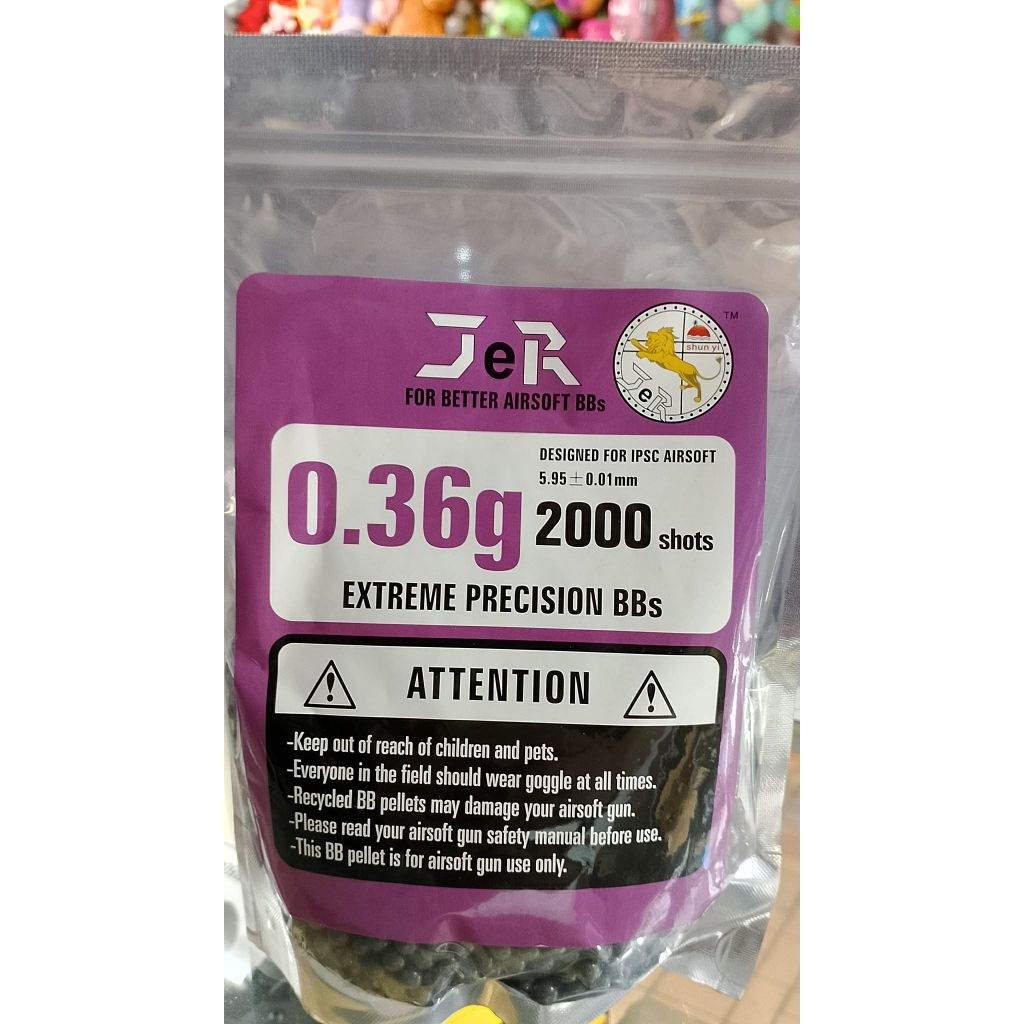 JeR
TM
shun yi
JeR
FOR BETTER AIRSOFT BBs
DESIGNED FOR IPSC AIRSOFT
5.95±0.01mm
0.36g
2000 shots
EXTREME PRECISION BBs
ATTENTION
-Keep out of reach of children and pets.
-Everyone in the field should wear goggle at all times.
-Recycled BB pellets may damage your airsoft gun.
-Please read your airsoft gun safety manual before use.
-This BB pellet is for airsoft gun use only.